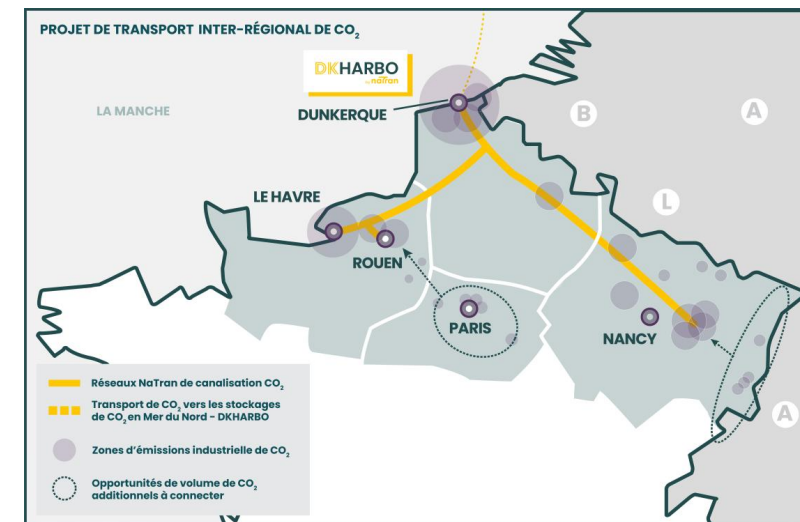 PROJET DE TRANSPORT INTER-RÉGIONAL DE CO₂
DKHARBO
by naTran
LA MANCHE
DUNKERQUE
B
A
LE HAVRE
L
ROUEN
PARIS
NANCY
A
Réseaux NaTran de canalisation CO₂
Transport de CO₂ vers les stockages
de CO₂ en Mer du Nord - DKHARBO
Zones d'émissions industrielle de CO₂
Opportunités de volume de CO₂
additionnels à connecter